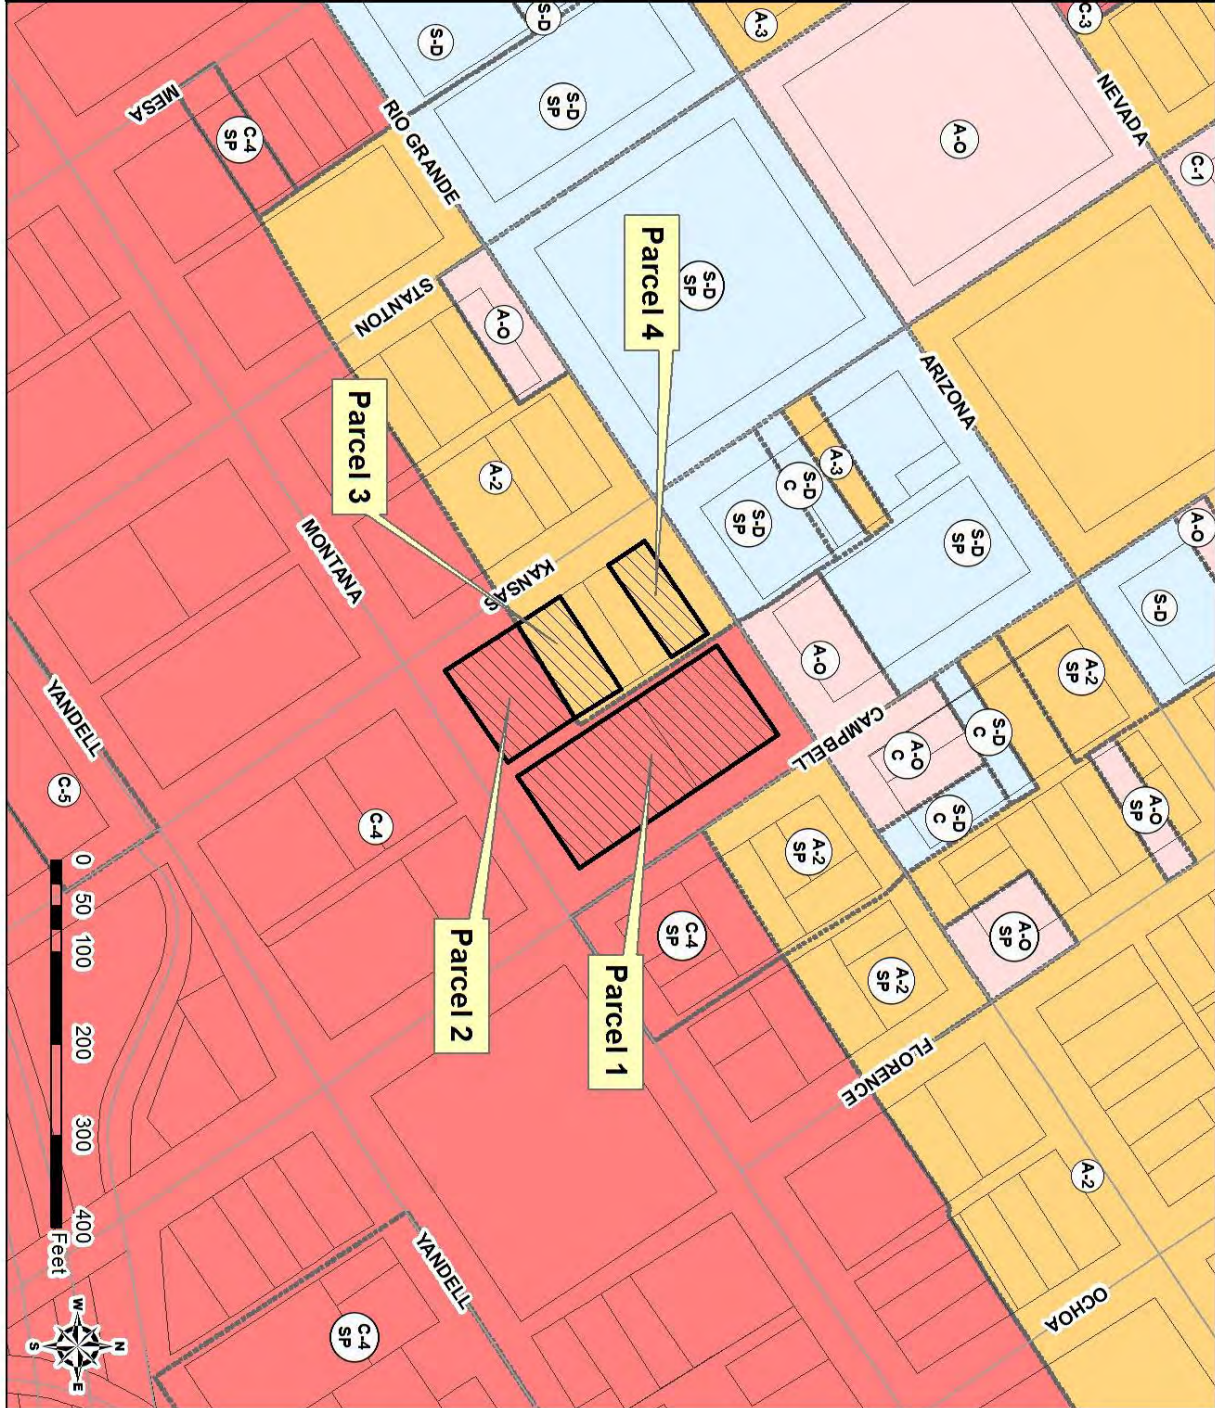 C-1
A-O
S-D
A-O
SP
NEVADA
A-2
C-3
A-2
SP
OCHOA
A-O
SP
S-D
C
S-D
SP
A-O
S-D
C
ARIZONA
A-O
C
A-2
SP
FLORENCE
CAMPBELL
A-3
A-O
A-2
SP
S-D
C
A-3
S-D
SP
S-D
SP
C-4
SP
Parcel 4
Parcel 1
S-D
SP
S-D
KANSAS
A-O
A-2
Parcel 2
YANDELL
S-D
RIO GRANDE
STANTON
C-4
Parcel 3
C-4
SP
MONTANA
C-4
SP
MESA
YANDELL
C-5
0 50 100 200 300 400
Feet
N
W E
S